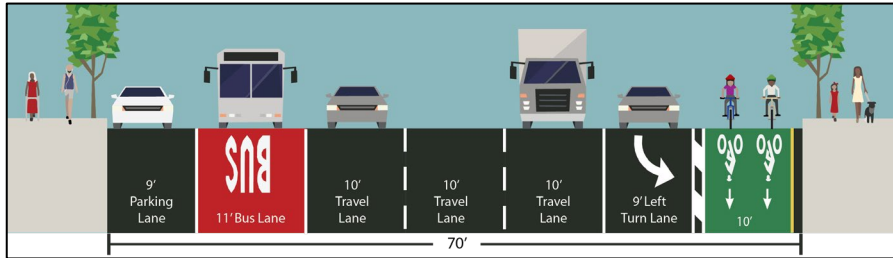 9'
Parking
Lane
BUS
11' Bus Lane
10'
Travel
Lane
10'
Travel
Lane
10'
Travel
Lane
9' Left
Turn Lane
10'
70'